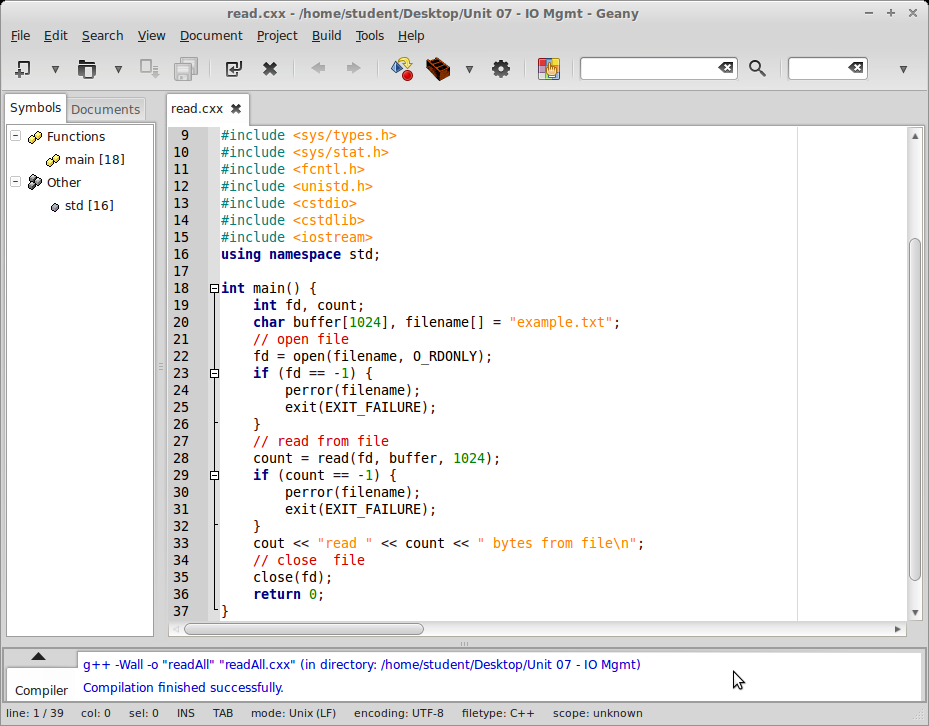 read.cxx - /home/student/Desktop/Unit 07 - IO Mgmt - Geany
File Edit Search View Document Project Build Tools Help
Symbols Documents
read.cxx
Functions
main [18]
Other
std [16]
9 #include <sys/types.h>
10 #include <sys/stat.h>
11 #include <fcntl.h>
12 #include <unistd.h>
13 #include <cstdio>
14 #include <cstdlib>
15 #include <iostream>
16 using namespace std;
17
18 int main() {
19     int fd, count;
20     char buffer[1024], filename[] = "example.txt";
21     // open file
22     fd = open(filename, O_RDONLY);
23     if (fd == -1) {
24         perror(filename);
25         exit(EXIT_FAILURE);
26     }
27     // read from file
28     count = read(fd, buffer, 1024);
29     if (count == -1) {
30         perror(filename);
31         exit(EXIT_FAILURE);
32     }
33     cout << "read " << count << " bytes from file\n";
34     // close  file
35     close(fd);
36     return 0;
37 }
Compiler
g++ -Wall -o "readAll" "readAll.cxx" (in directory: /home/student/Desktop/Unit 07 - IO Mgmt)
Compilation finished successfully.
line: 1 / 39 col: 0 sel: 0 INS TAB mode: Unix (LF) encoding: UTF-8 filetype: C++ scope: unknown